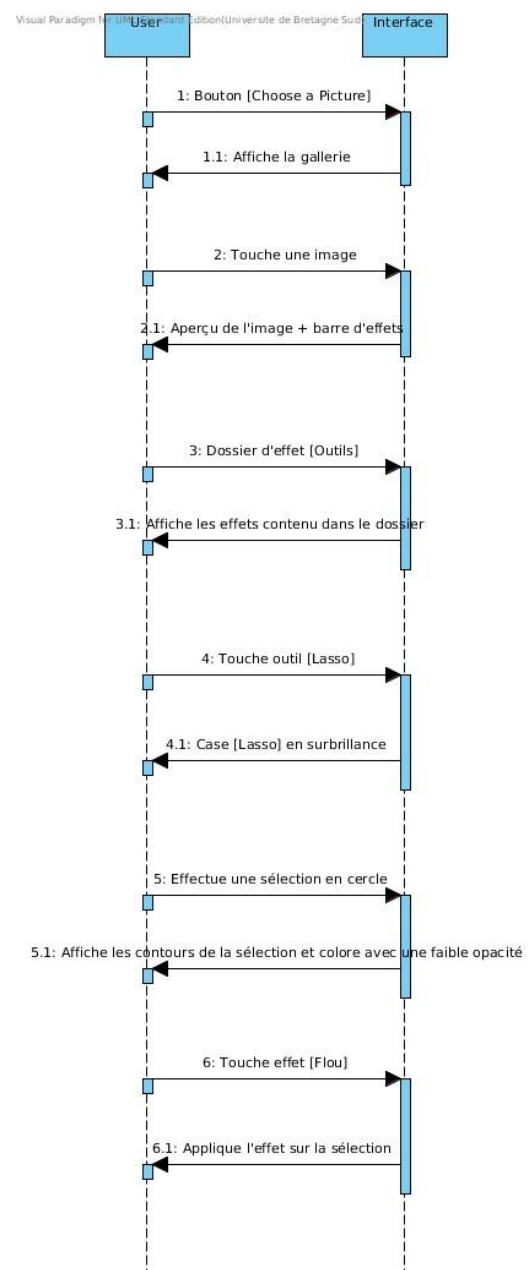 Visual Paradigm for UML Standard Edition(Universite de Bretagne Sud
User
Interface
1: Bouton [Choose a Picture]
1.1: Affiche la gallerie
2: Touche une image
2.1: Aperçu de l'image + barre d'effets
3: Dossier d'effet [Outils]
3.1: Affiche les effets contenu dans le dossier
4: Touche outil [Lasso]
4.1: Case [Lasso] en surbrillance
5: Effectue une sélection en cercle
5.1: Affiche les contours de la sélection et colore avec une faible opacité
6: Touche effet [Flou]
6.1: Applique l'effet sur la sélection